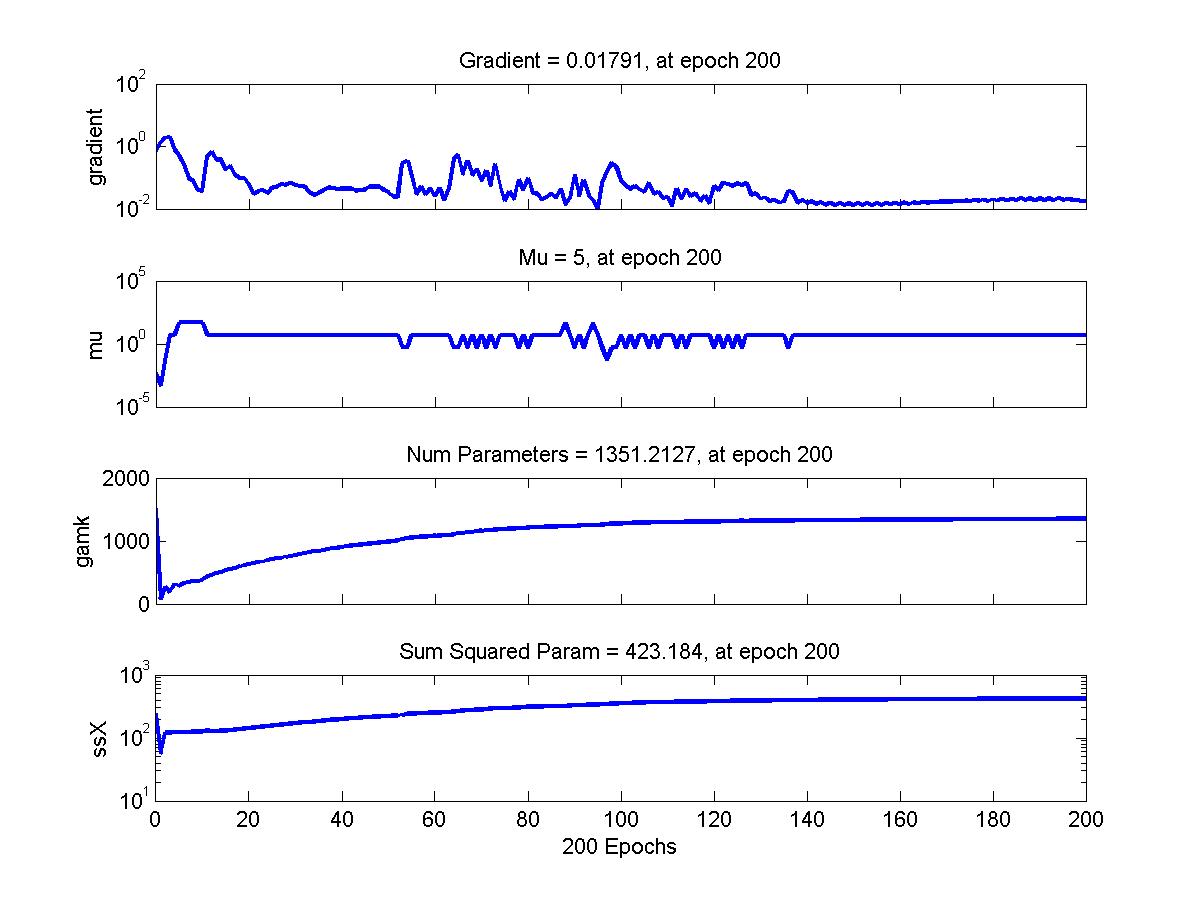 Gradient = 0.01791, at epoch 200
10^2
10^0
10^-2
gradient
Mu = 5, at epoch 200
10^5
10^0
10^-5
mu
Num Parameters = 1351.2127, at epoch 200
2000
1000
0
gamk
Sum Squared Param = 423.184, at epoch 200
10^3
10^2
10^1
ssX
0 20 40 60 80 100 120 140 160 180 200
200 Epochs